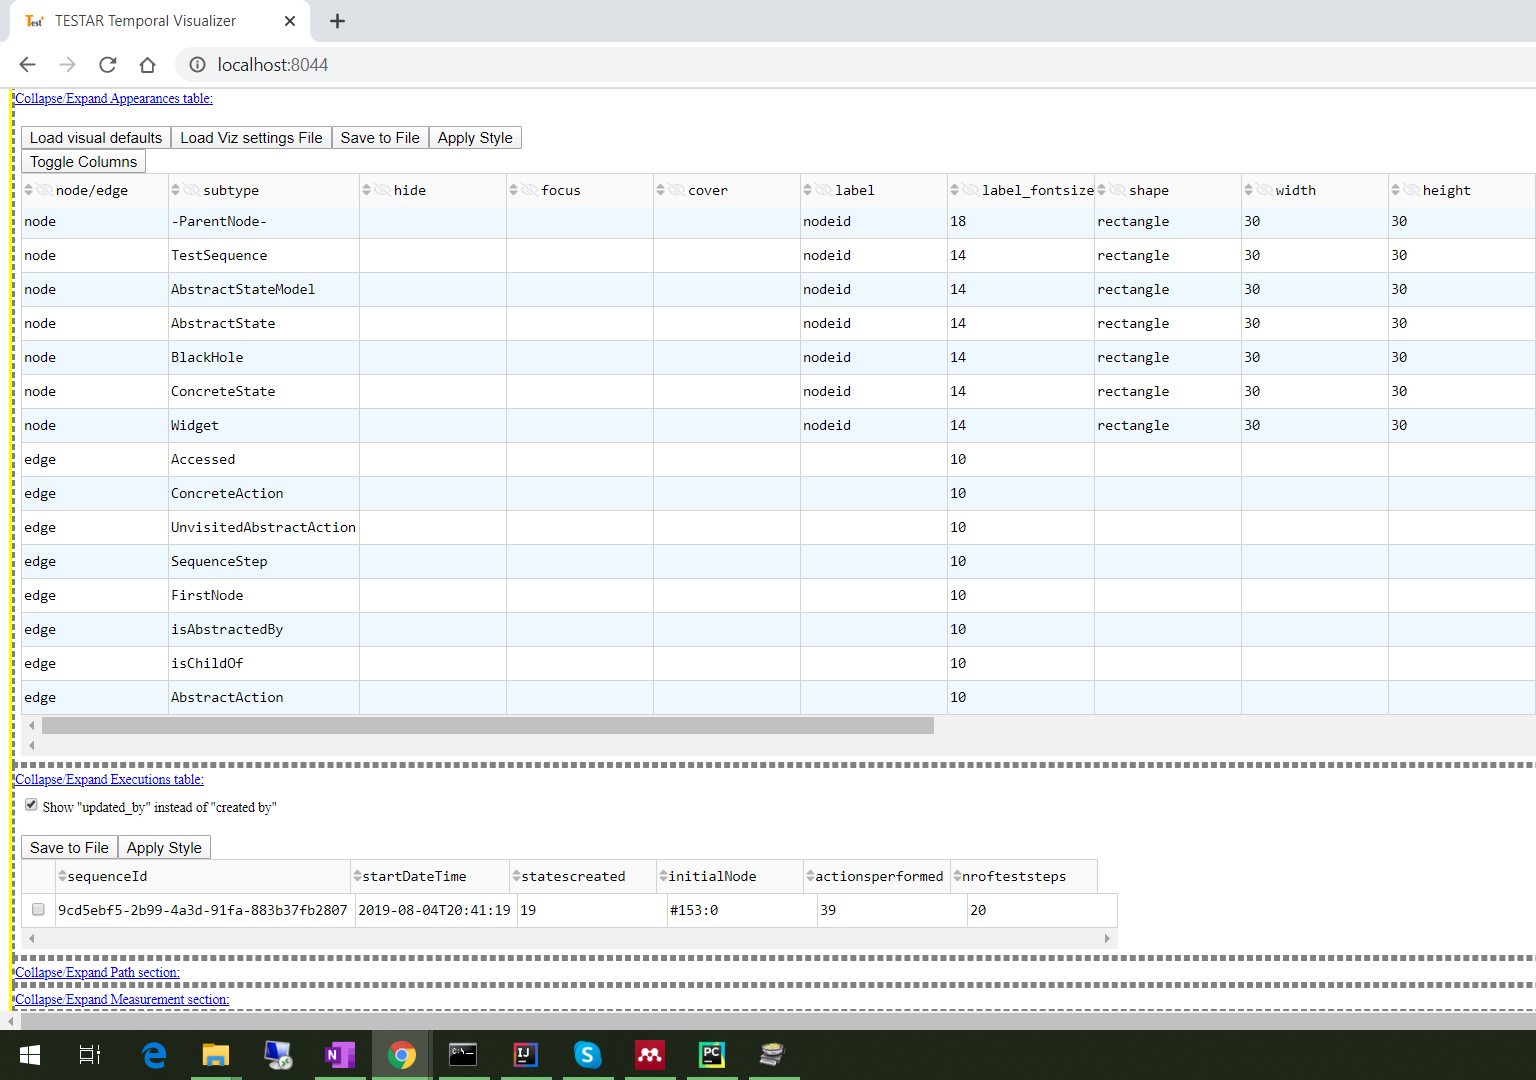 TESTAR Temporal Visualizer
localhost:8044
Collapse/Expand Appearances table:
Load visual defaults Load Viz settings File Save to File Apply Style
Toggle Columns
node/edge subtype hide focus cover label label_fontsize shape width height
node -ParentNode- nodeid 18 rectangle 30 30
node TestSequence nodeid 14 rectangle 30 30
node AbstractStateModel nodeid 14 rectangle 30 30
node AbstractState nodeid 14 rectangle 30 30
node BlackHole nodeid 14 rectangle 30 30
node ConcreteState nodeid 14 rectangle 30 30
node Widget nodeid 14 rectangle 30 30
edge Accessed 10
edge ConcreteAction 10
edge UnvisitedAbstractAction 10
edge SequenceStep 10
edge FirstNode 10
edge isAbstractedBy 10
edge isChildOf 10
edge AbstractAction 10
Collapse/Expand Executions table:
Show "updated_by" instead of "created by"
Save to File Apply Style
sequenceId startDateTime statescreated initialNode actionsperformed nrofteststeps
9cd5ebf5-2b99-4a3d-91fa-883b37fb2807 2019-08-04T20:41:19 19 #153:0 39 20
Collapse/Expand Path section:
Collapse/Expand Measurement section: